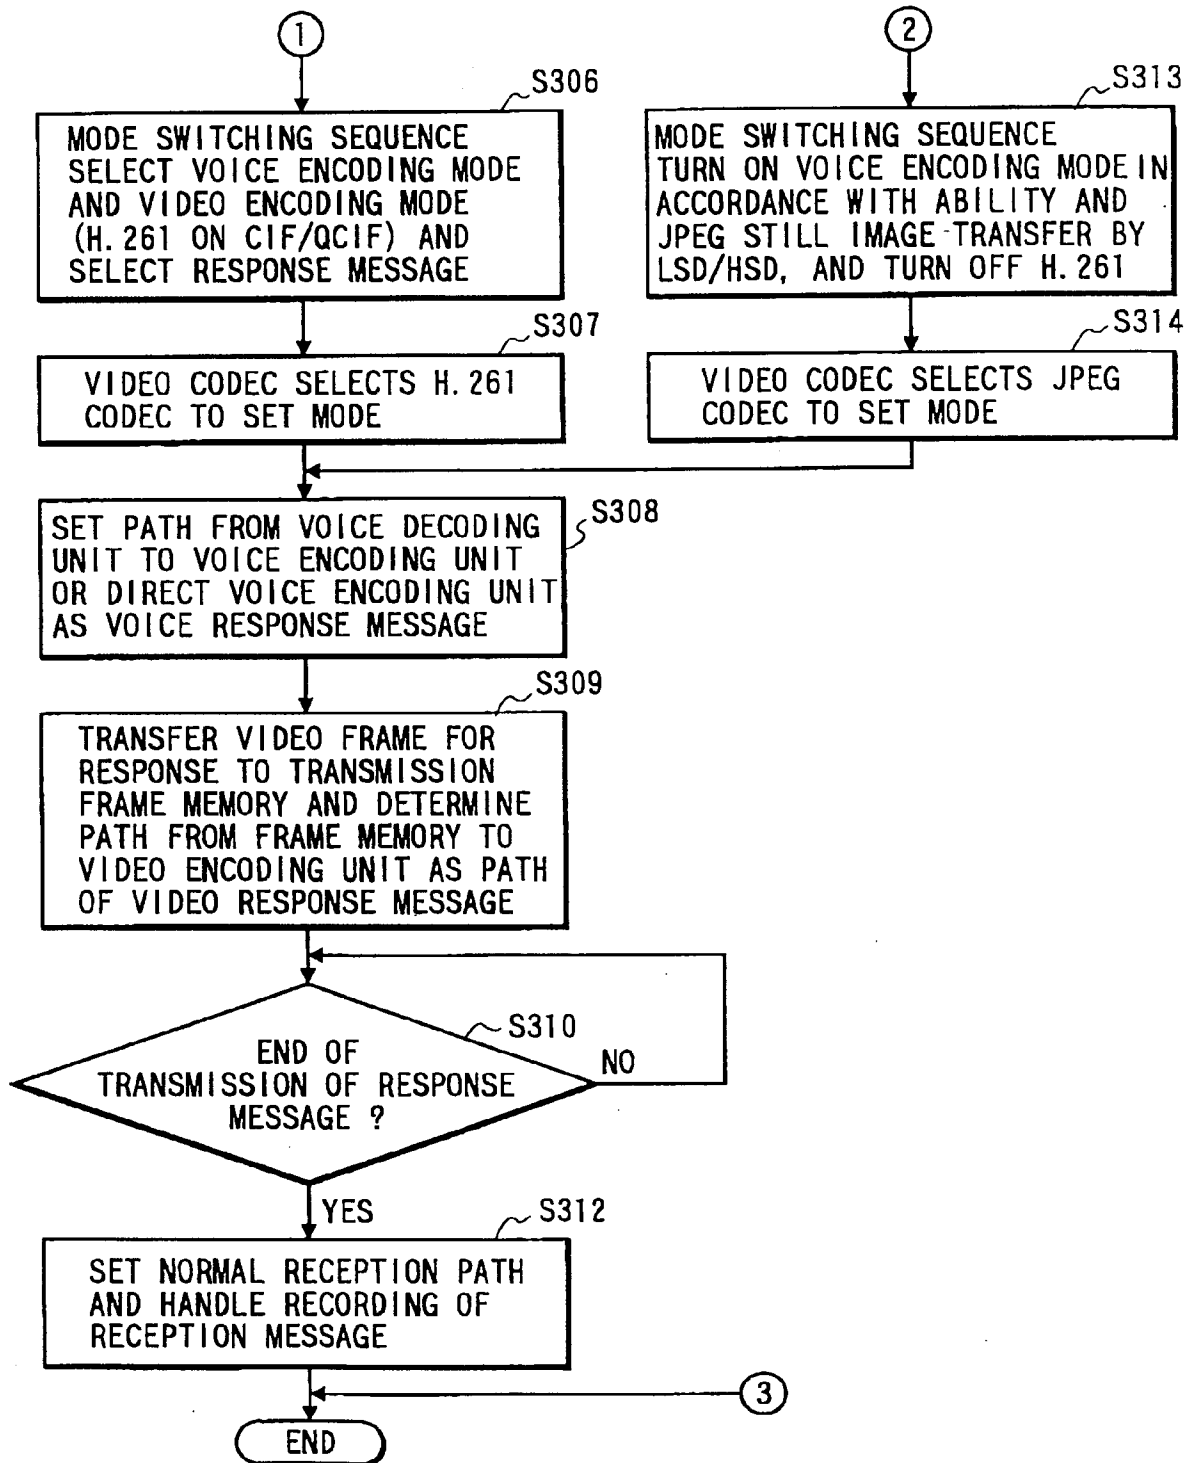 1
S306
MODE SWITCHING SEQUENCE
SELECT VOICE ENCODING MODE
AND VIDEO ENCODING MODE
(H.261 ON CIF/QCIF) AND
SELECT RESPONSE MESSAGE
2
S313
MODE SWITCHING SEQUENCE
TURN ON VOICE ENCODING MODE IN
ACCORDANCE WITH ABILITY AND
JPEG STILL IMAGE TRANSFER BY
LSD/HSD, AND TURN OFF H.261
S307
VIDEO CODEC SELECTS H.261
CODEC TO SET MODE
S314
VIDEO CODEC SELECTS JPEG
CODEC TO SET MODE
S308
SET PATH FROM VOICE DECODING
UNIT TO VOICE ENCODING UNIT
OR DIRECT VOICE ENCODING UNIT
AS VOICE RESPONSE MESSAGE
S309
TRANSFER VIDEO FRAME FOR
RESPONSE TO TRANSMISSION
FRAME MEMORY AND DETERMINE
PATH FROM FRAME MEMORY TO
VIDEO ENCODING UNIT AS PATH
OF VIDEO RESPONSE MESSAGE
S310
END OF
TRANSMISSION OF RESPONSE
MESSAGE ?
NO
YES
S312
SET NORMAL RECEPTION PATH
AND HANDLE RECORDING OF
RECEPTION MESSAGE
3
END